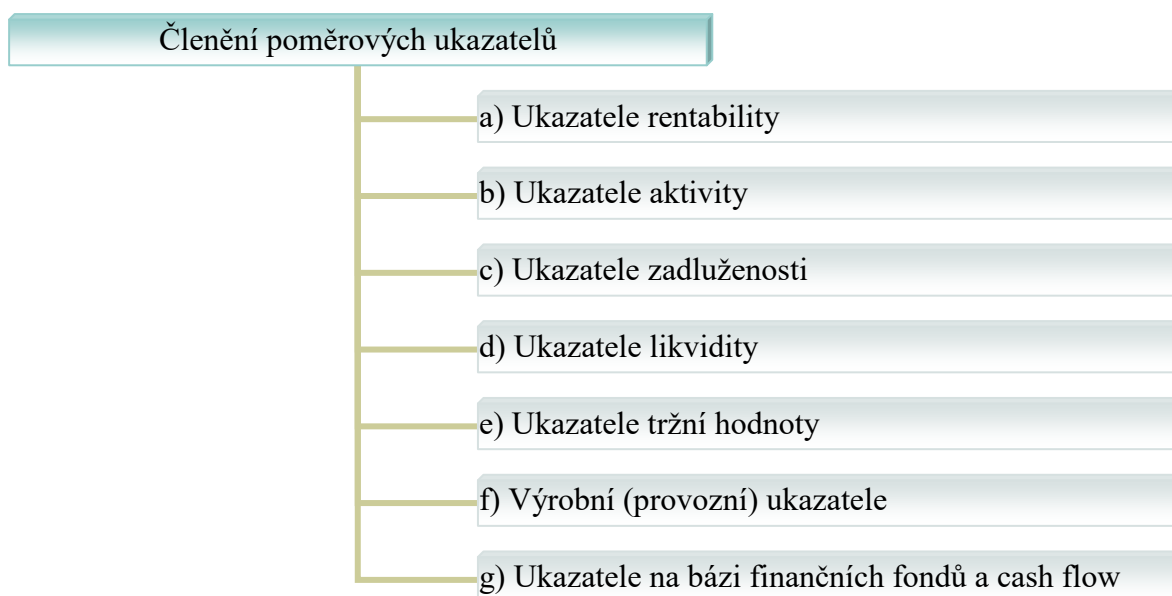 Členění poměrových ukazatelů
a) Ukazatele rentability
b) Ukazatele aktivity
c) Ukazatele zadluženosti
d) Ukazatele likvidity
e) Ukazatele tržní hodnoty
f) Výrobní (provozní) ukazatele
g) Ukazatele na bázi finančních fondů a cash flow